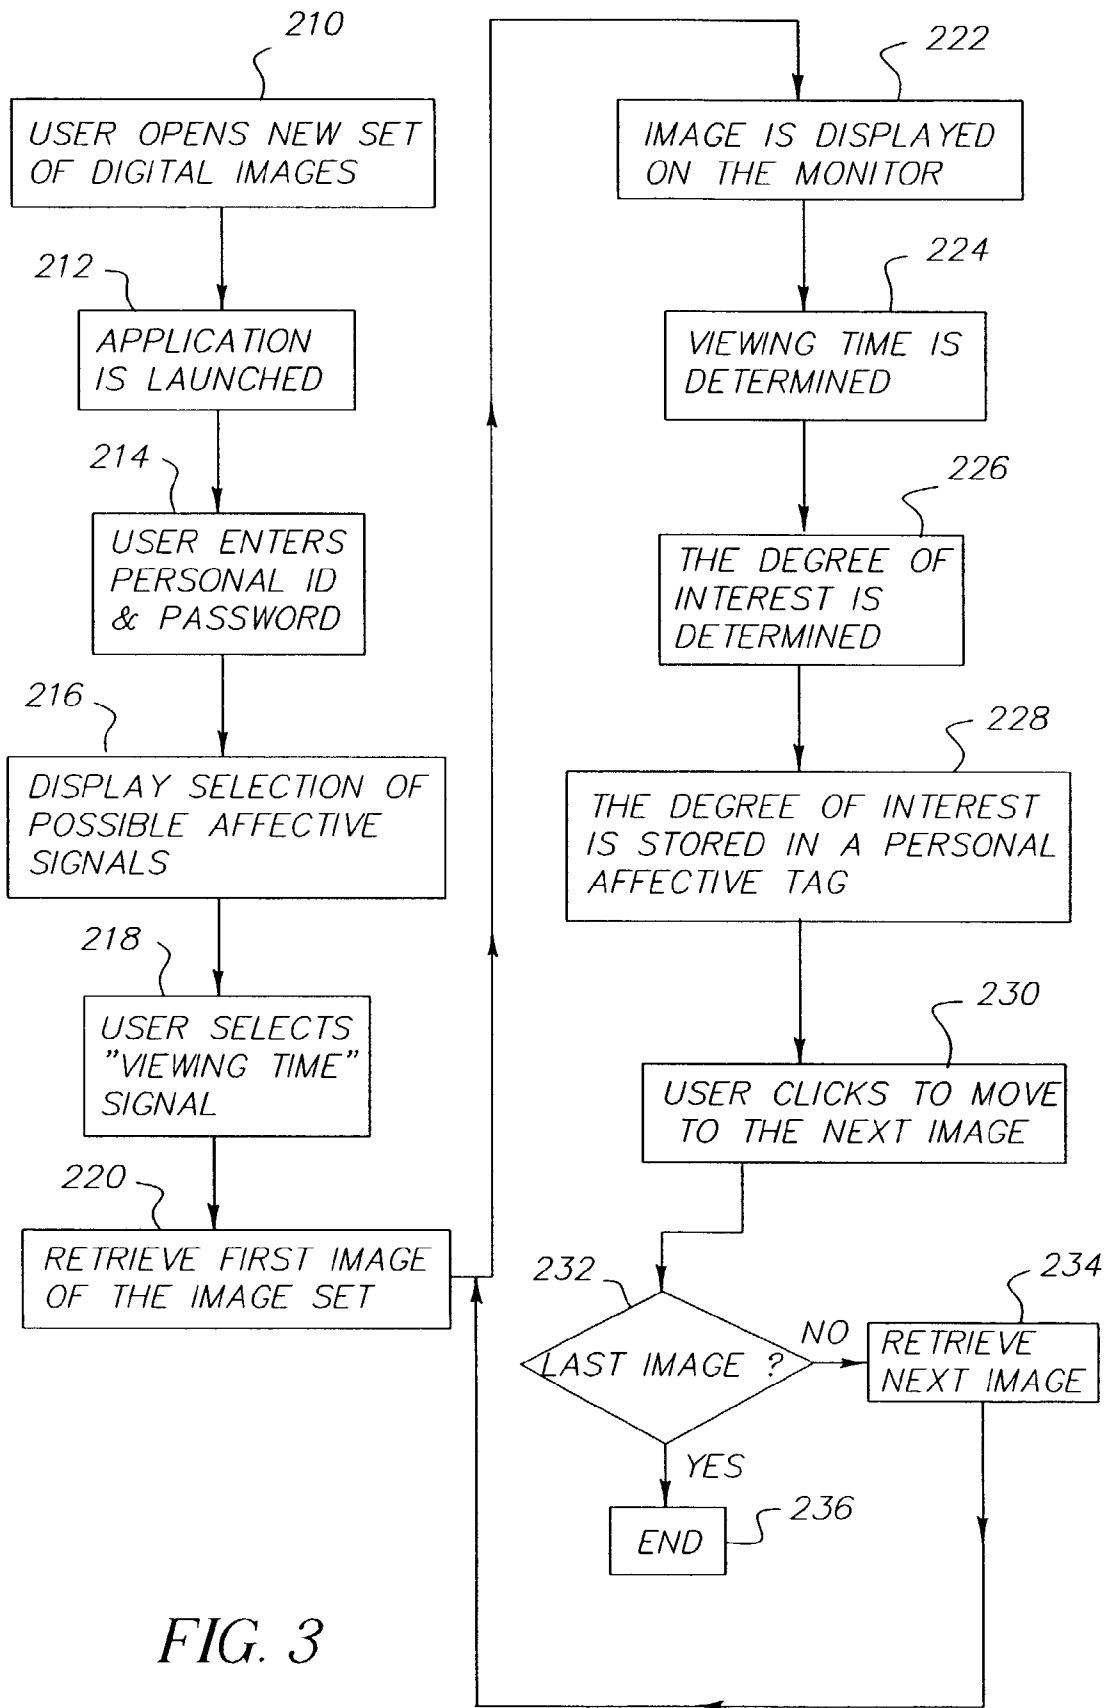 210
USER OPENS NEW SET
OF DIGITAL IMAGES
212
APPLICATION
IS LAUNCHED
214
USER ENTERS
PERSONAL ID
& PASSWORD
216
DISPLAY SELECTION OF
POSSIBLE AFFECTIVE
SIGNALS
218
USER SELECTS
"VIEWING TIME"
SIGNAL
220
RETRIEVE FIRST IMAGE
OF THE IMAGE SET
222
IMAGE IS DISPLAYED
ON THE MONITOR
224
VIEWING TIME IS
DETERMINED
226
THE DEGREE OF
INTEREST IS
DETERMINED
228
THE DEGREE OF INTEREST
IS STORED IN A PERSONAL
AFFECTIVE TAG
230
USER CLICKS TO MOVE
TO THE NEXT IMAGE
232
LAST IMAGE ?
NO
234
RETRIEVE
NEXT IMAGE
YES
236
END
FIG. 3